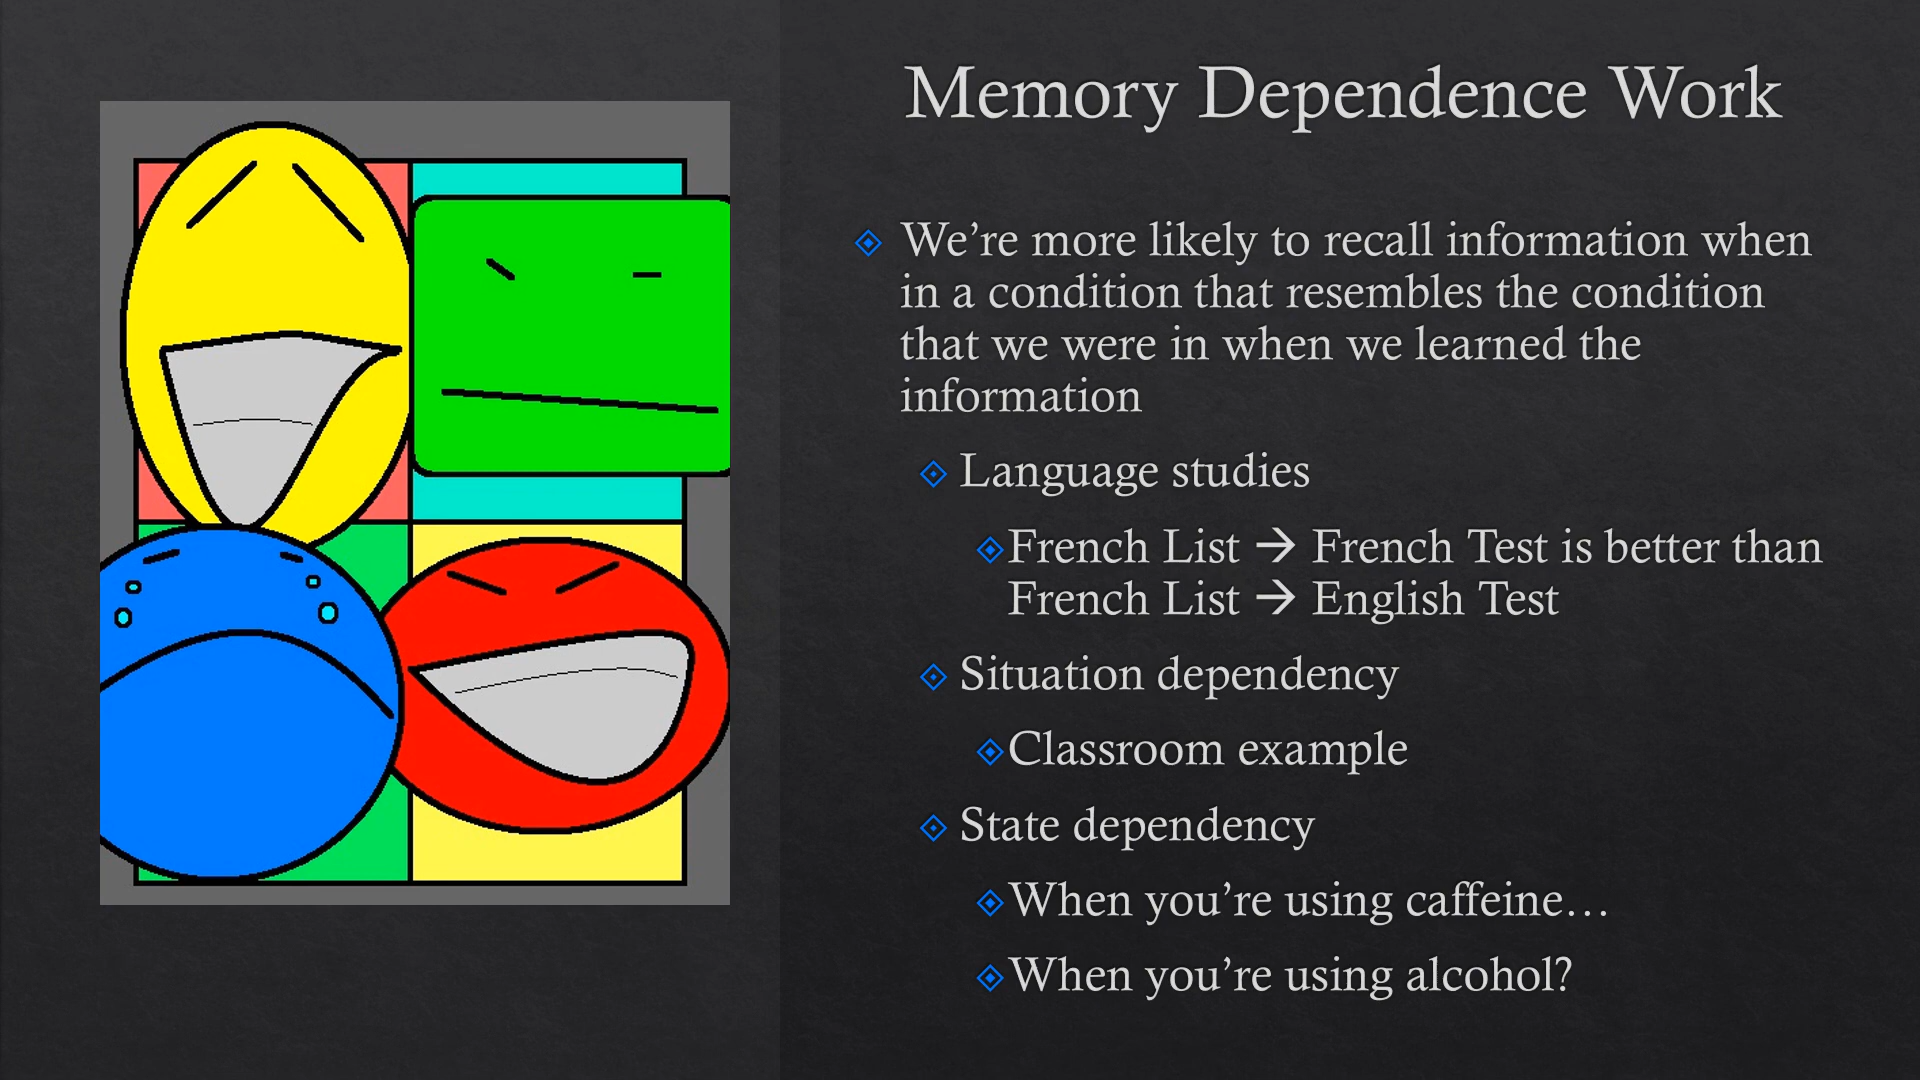 Memory Dependence Work
We’re more likely to recall information when
in a condition that resembles the condition
that we were in when we learned the
information
Language studies
French List → French Test is better than
French List → English Test
Situation dependency
Classroom example
State dependency
When you’re using caffeine…
When you’re using alcohol?